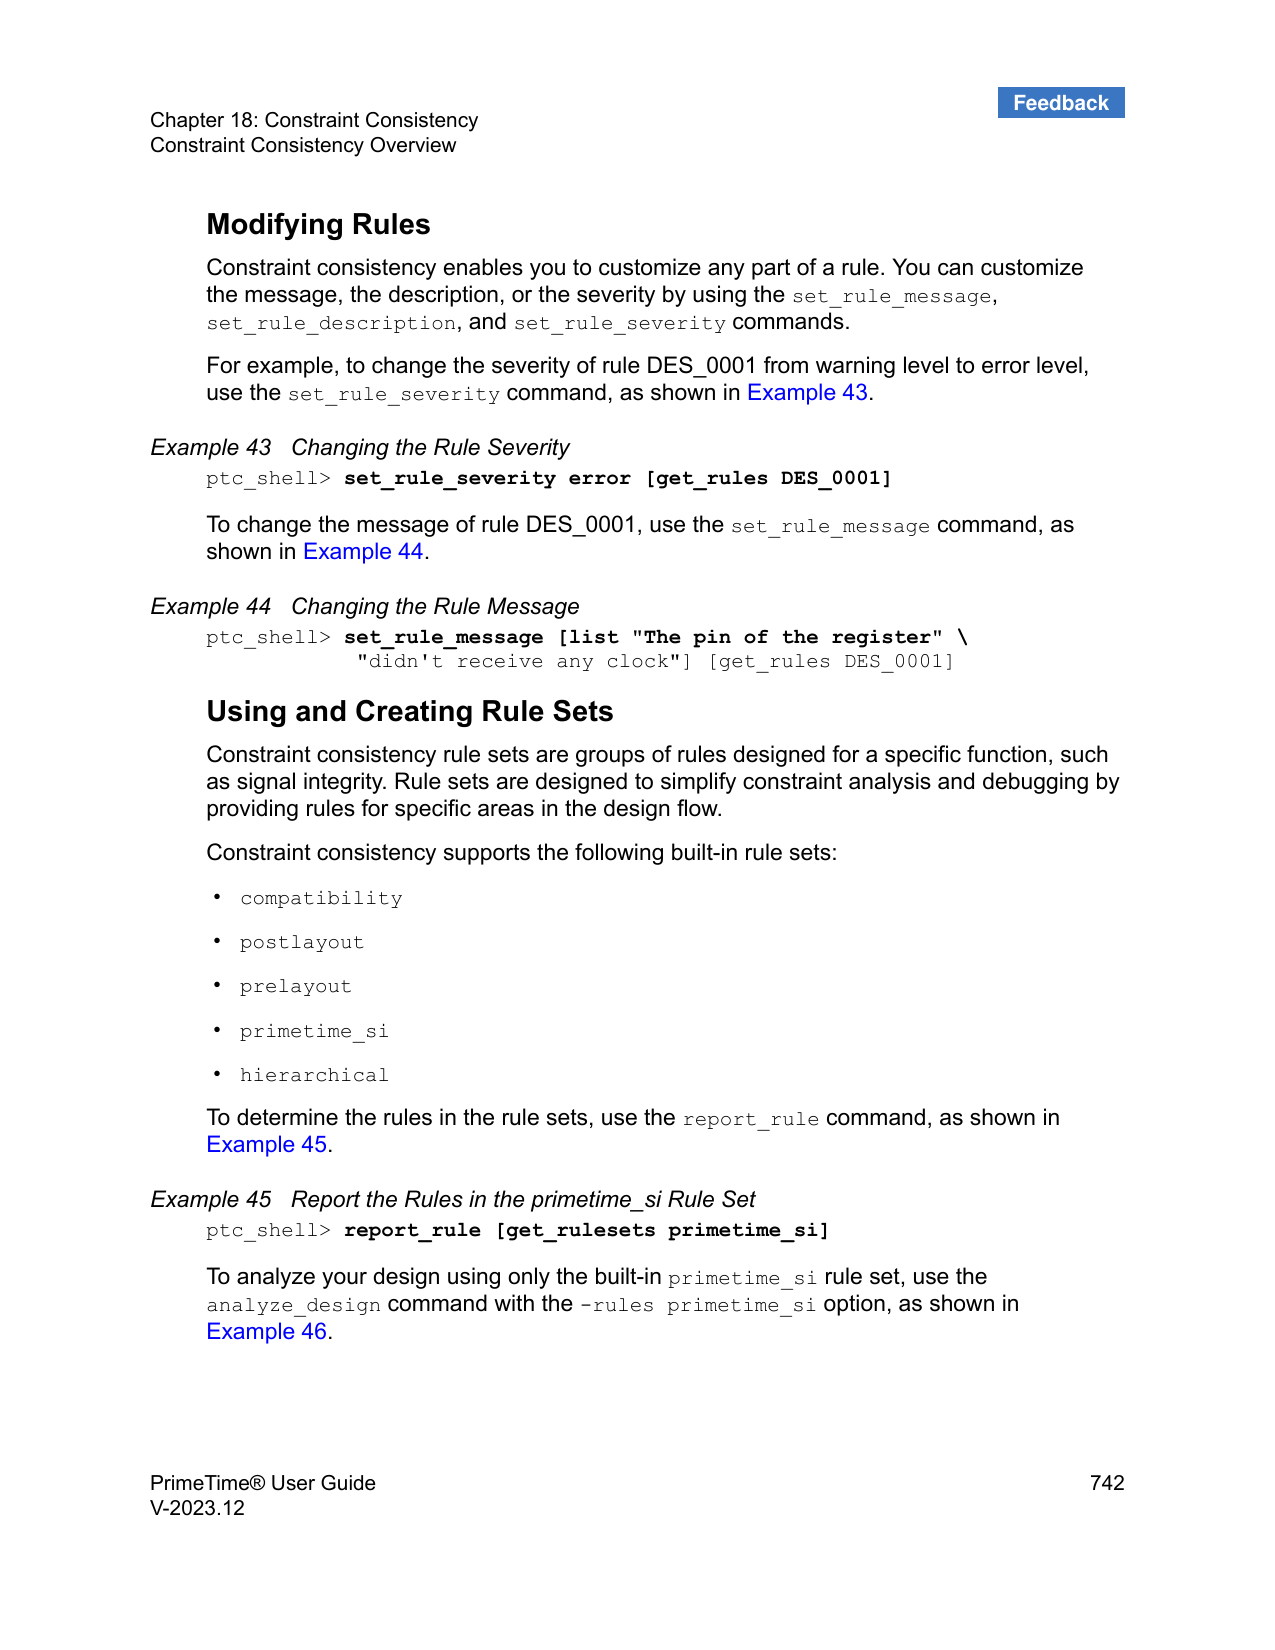 Feedback
Chapter 18: Constraint Consistency
Constraint Consistency Overview
Modifying Rules
Constraint consistency enables you to customize any part of a rule. You can customize
the message, the description, or the severity by using the set_rule_message,
set_rule_description, and set_rule_severity commands.
For example, to change the severity of rule DES_0001 from warning level to error level,
use the set_rule_severity command, as shown in Example 43.
Example 43 Changing the Rule Severity
ptc_shell> set_rule_severity error [get_rules DES_0001]
To change the message of rule DES_0001, use the set_rule_message command, as
shown in Example 44.
Example 44 Changing the Rule Message
ptc_shell> set_rule_message [list "The pin of the register" \
"didn't receive any clock"] [get_rules DES_0001]
Using and Creating Rule Sets
Constraint consistency rule sets are groups of rules designed for a specific function, such
as signal integrity. Rule sets are designed to simplify constraint analysis and debugging by
providing rules for specific areas in the design flow.
Constraint consistency supports the following built-in rule sets:
• compatibility
• postlayout
• prelayout
• primetime_si
• hierarchical
To determine the rules in the rule sets, use the report_rule command, as shown in
Example 45.
Example 45 Report the Rules in the primetime_si Rule Set
ptc_shell> report_rule [get_rulesets primetime_si]
To analyze your design using only the built-in primetime_si rule set, use the
analyze_design command with the -rules primetime_si option, as shown in
Example 46.
PrimeTime® User Guide
742
V-2023.12